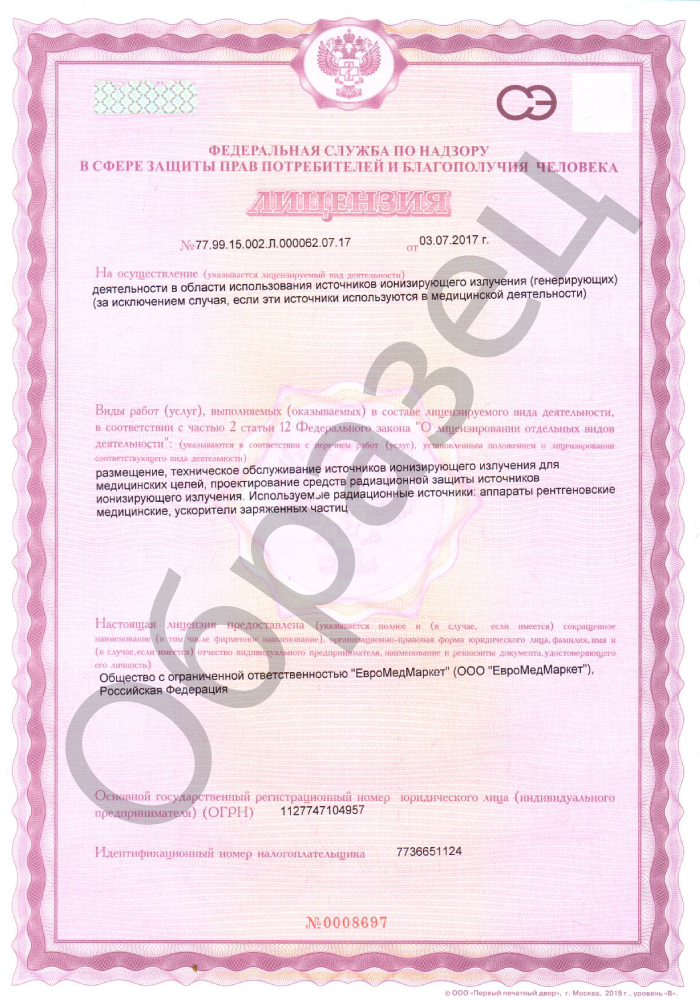 СЭ
ФЕДЕРАЛЬНАЯ СЛУЖБА ПО НАДЗОРУ
В СФЕРЕ ЗАЩИТЫ ПРАВ ПОТРЕБИТЕЛЕЙ И БЛАГОПОЛУЧИЯ ЧЕЛОВЕКА
ЛИЦЕНЗИЯ
№77.99.15.002.Л.000062.07.17 от 03.07.2017 г.
На осуществление (указывается лицензируемый вид деятельности)
деятельности в области использования источников ионизирующего излучения (генерирующих)
(за исключением случая, если эти источники используются в медицинской деятельности)
Виды работ (услуг), выполняемых (оказываемых) в составе лицензируемого вида деятельности,
в соответствии с частью 2 статьи 12 Федерального закона "О лицензировании отдельных видов
деятельности": (указываются в соответствии с перечнем работ (услуг), установленным положением о лицензировании
соответствующего вида деятельности)
размещение, техническое обслуживание источников ионизирующего излучения для
медицинских целей, проектирование средств радиационной защиты источников
ионизирующего излучения. Используемые радиационные источники: аппараты рентгеновские
медицинские, ускорители заряженных частиц
Настоящая лицензия предоставлена (указывается полное и (в случае, если имеется) сокращенное
наименование (в том числе фирменное наименование), организационно-правовая форма юридического лица, фамилия, имя и
(в случае, если имеется) отчество индивидуального предпринимателя, наименование и реквизиты документа, удостоверяющего
его личность)
Общество с ограниченной ответственностью "ЕвроМедМаркет" (ООО "ЕвроМедМаркет"),
Российская Федерация
Основной государственный регистрационный номер юридического лица (индивидуального
предпринимателя) (ОГРН) 1127747104957
Идентификационный номер налогоплательщика 7736651124
№0008697
© ООО «Первый печатный двор», г. Москва, 2015 г., уровень «В».
Образец